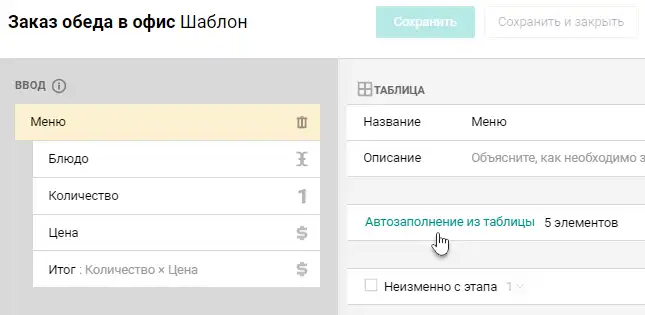 Заказ обеда в офис Шаблон
Сохранить
Сохранить и закрыть
ВВОД
ТАБЛИЦА
Меню
Название Меню
Блюдо
Описание Объясните, как необходимо з
Количество 1
Цена $
Автозаполнение из таблицы 5 элементов
Итог : Количество × Цена $
Неизменно с этапа 1